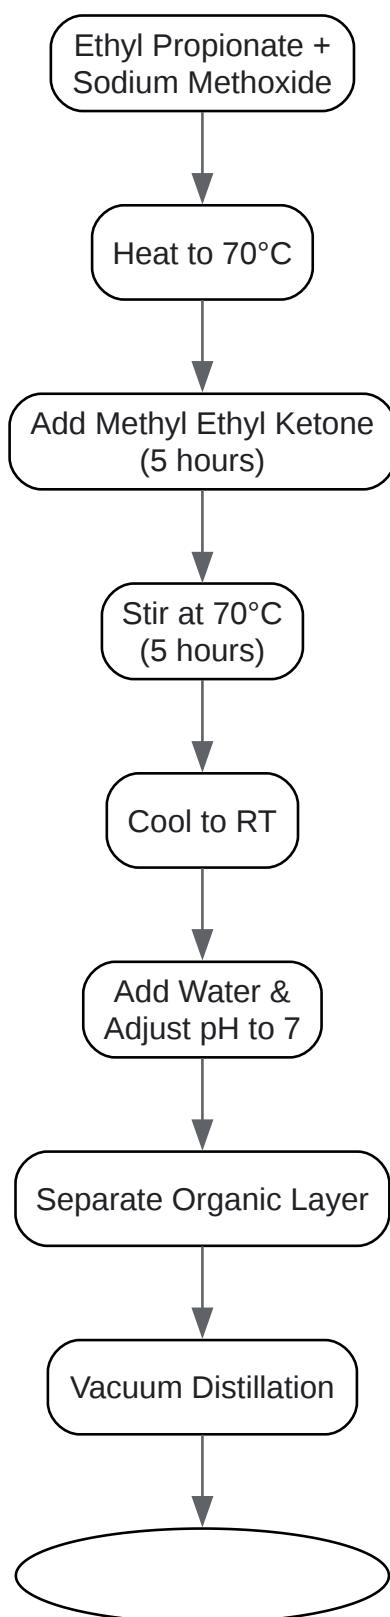 Ethyl Propionate +
Sodium Methoxide
Heat to 70°C
Add Methyl Ethyl Ketone
(5 hours)
Stir at 70°C
(5 hours)
Cool to RT
Add Water &
Adjust pH to 7
Separate Organic Layer
Vacuum Distillation